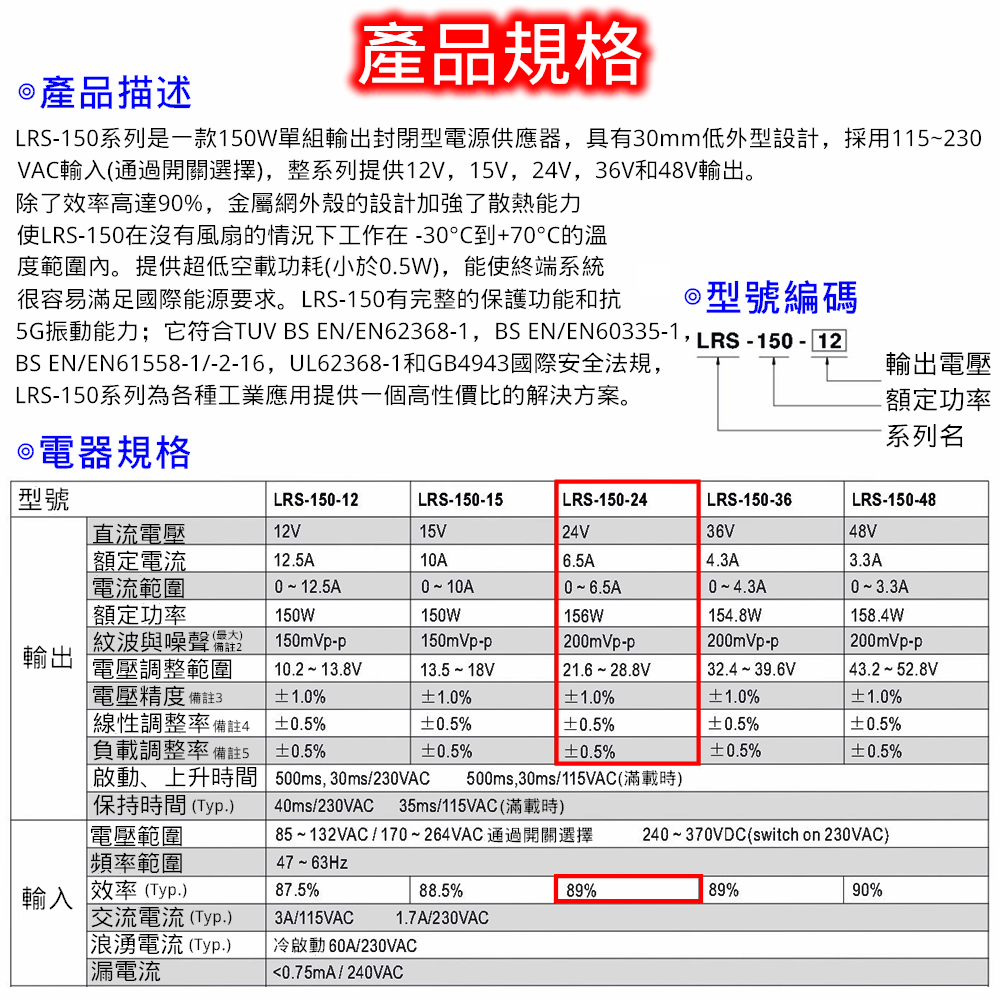 產品規格
◎產品描述
LRS-150系列是一款150W單組輸出封閉型電源供應器，具有30mm低外型設計，採用115~230
VAC輸入(通過開關選擇)，整系列提供12V，15V，24V，36V和48V輸出。
除了效率高達90%，金屬網外殼的設計加強了散熱能力
使LRS-150在沒有風扇的情況下工作在 -30°C到+70°C的溫
度範圍內。提供超低空載功耗(小於0.5W)，能使終端系統
很容易滿足國際能源要求。LRS-150有完整的保護功能和抗
5G振動能力；它符合TUV BS EN/EN62368-1，BS EN/EN60335-1，
BS EN/EN61558-1/-2-16，UL62368-1和GB4943國際安全法規，
LRS-150系列為各種工業應用提供一個高性價比的解決方案。
◎型號編碼
LRS - 150 - 12
輸出電壓
額定功率
系列名
◎電器規格
型號 LRS-150-12 LRS-150-15 LRS-150-24 LRS-150-36 LRS-150-48
輸出
直流電壓 12V 15V 24V 36V 48V
額定電流 12.5A 10A 6.5A 4.3A 3.3A
電流範圍 0 ~ 12.5A 0 ~ 10A 0 ~ 6.5A 0 ~ 4.3A 0 ~ 3.3A
額定功率 150W 150W 156W 154.8W 158.4W
紋波與噪聲 (最大) 備註2 150mVp-p 150mVp-p 200mVp-p 200mVp-p 200mVp-p
電壓調整範圍 10.2 ~ 13.8V 13.5 ~ 18V 21.6 ~ 28.8V 32.4 ~ 39.6V 43.2 ~ 52.8V
電壓精度 備註3 ±1.0% ±1.0% ±1.0% ±1.0% ±1.0%
線性調整率 備註4 ±0.5% ±0.5% ±0.5% ±0.5% ±0.5%
負載調整率 備註5 ±0.5% ±0.5% ±0.5% ±0.5% ±0.5%
啟動、上升時間 500ms, 30ms/230VAC 500ms,30ms/115VAC(滿載時)
保持時間 (Typ.) 40ms/230VAC 35ms/115VAC(滿載時)
輸入
電壓範圍 85 ~ 132VAC / 170 ~ 264VAC 通過開關選擇 240 ~ 370VDC(switch on 230VAC)
頻率範圍 47 ~ 63Hz
效率 (Typ.) 87.5% 88.5% 89% 89% 90%
交流電流 (Typ.) 3A/115VAC 1.7A/230VAC
浪湧電流 (Typ.) 冷啟動 60A/230VAC
漏電流 <0.75mA / 240VAC